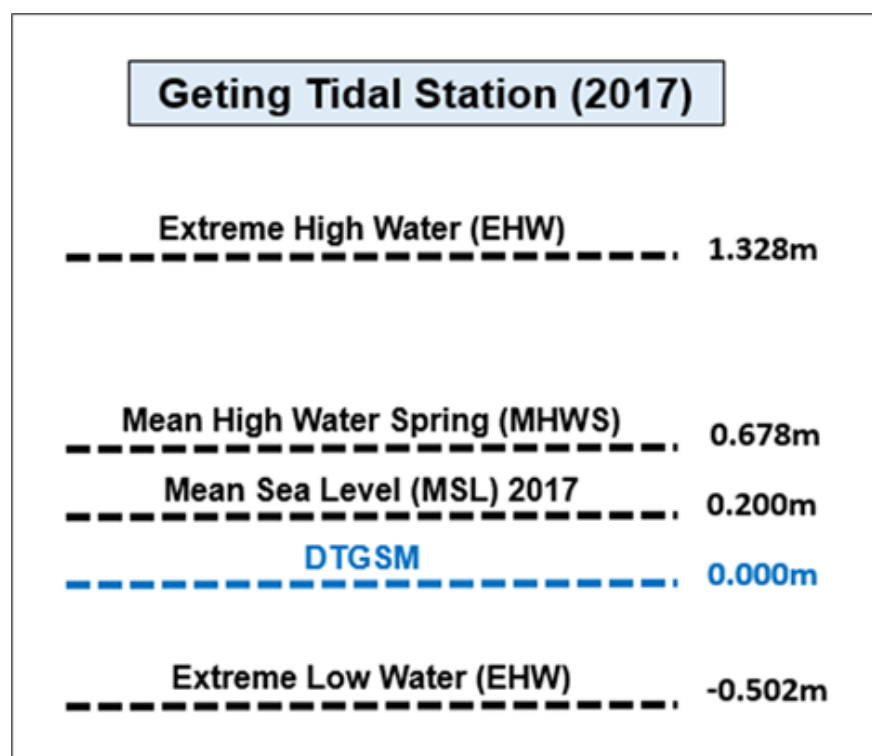 Geting Tidal Station (2017)
Extreme High Water (EHW)
1.328m
Mean High Water Spring (MHWS)
0.678m
Mean Sea Level (MSL) 2017
0.200m
DTGSM
0.000m
Extreme Low Water (EHW)
-0.502m